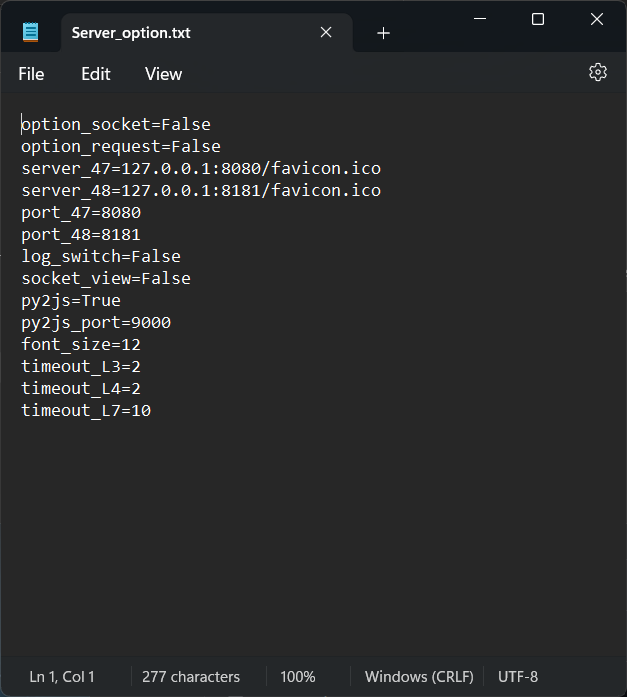 Server_option.txt
File Edit View
option_socket=False
option_request=False
server_47=127.0.0.1:8080/favicon.ico
server_48=127.0.0.1:8181/favicon.ico
port_47=8080
port_48=8181
log_switch=False
socket_view=False
py2js=True
py2js_port=9000
font_size=12
timeout_L3=2
timeout_L4=2
timeout_L7=10
Ln 1, Col 1 277 characters 100% Windows (CRLF) UTF-8